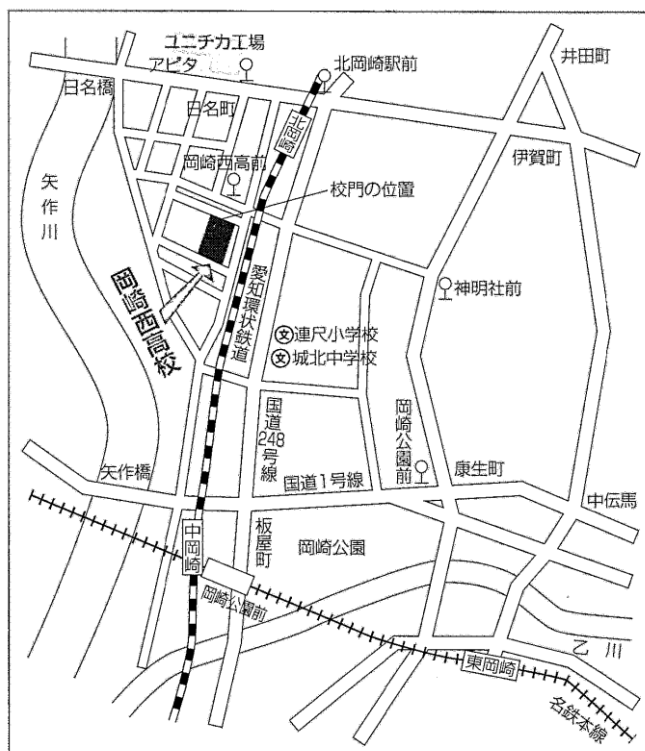 ユニチカ工場
アピタ
北岡崎駅前
井田町
日名橋
日名町
北岡崎
伊賀町
岡崎西高前
校門の位置
矢作川
愛知環状鉄道
神明社前
岡崎西高校
文連尺小学校
文城北中学校
国道248号線
岡崎公園前
矢作橋
国道1号線
康生町
中伝馬
中岡崎
板屋町
岡崎公園
岡崎公園前
乙川
東岡崎
名鉄本線